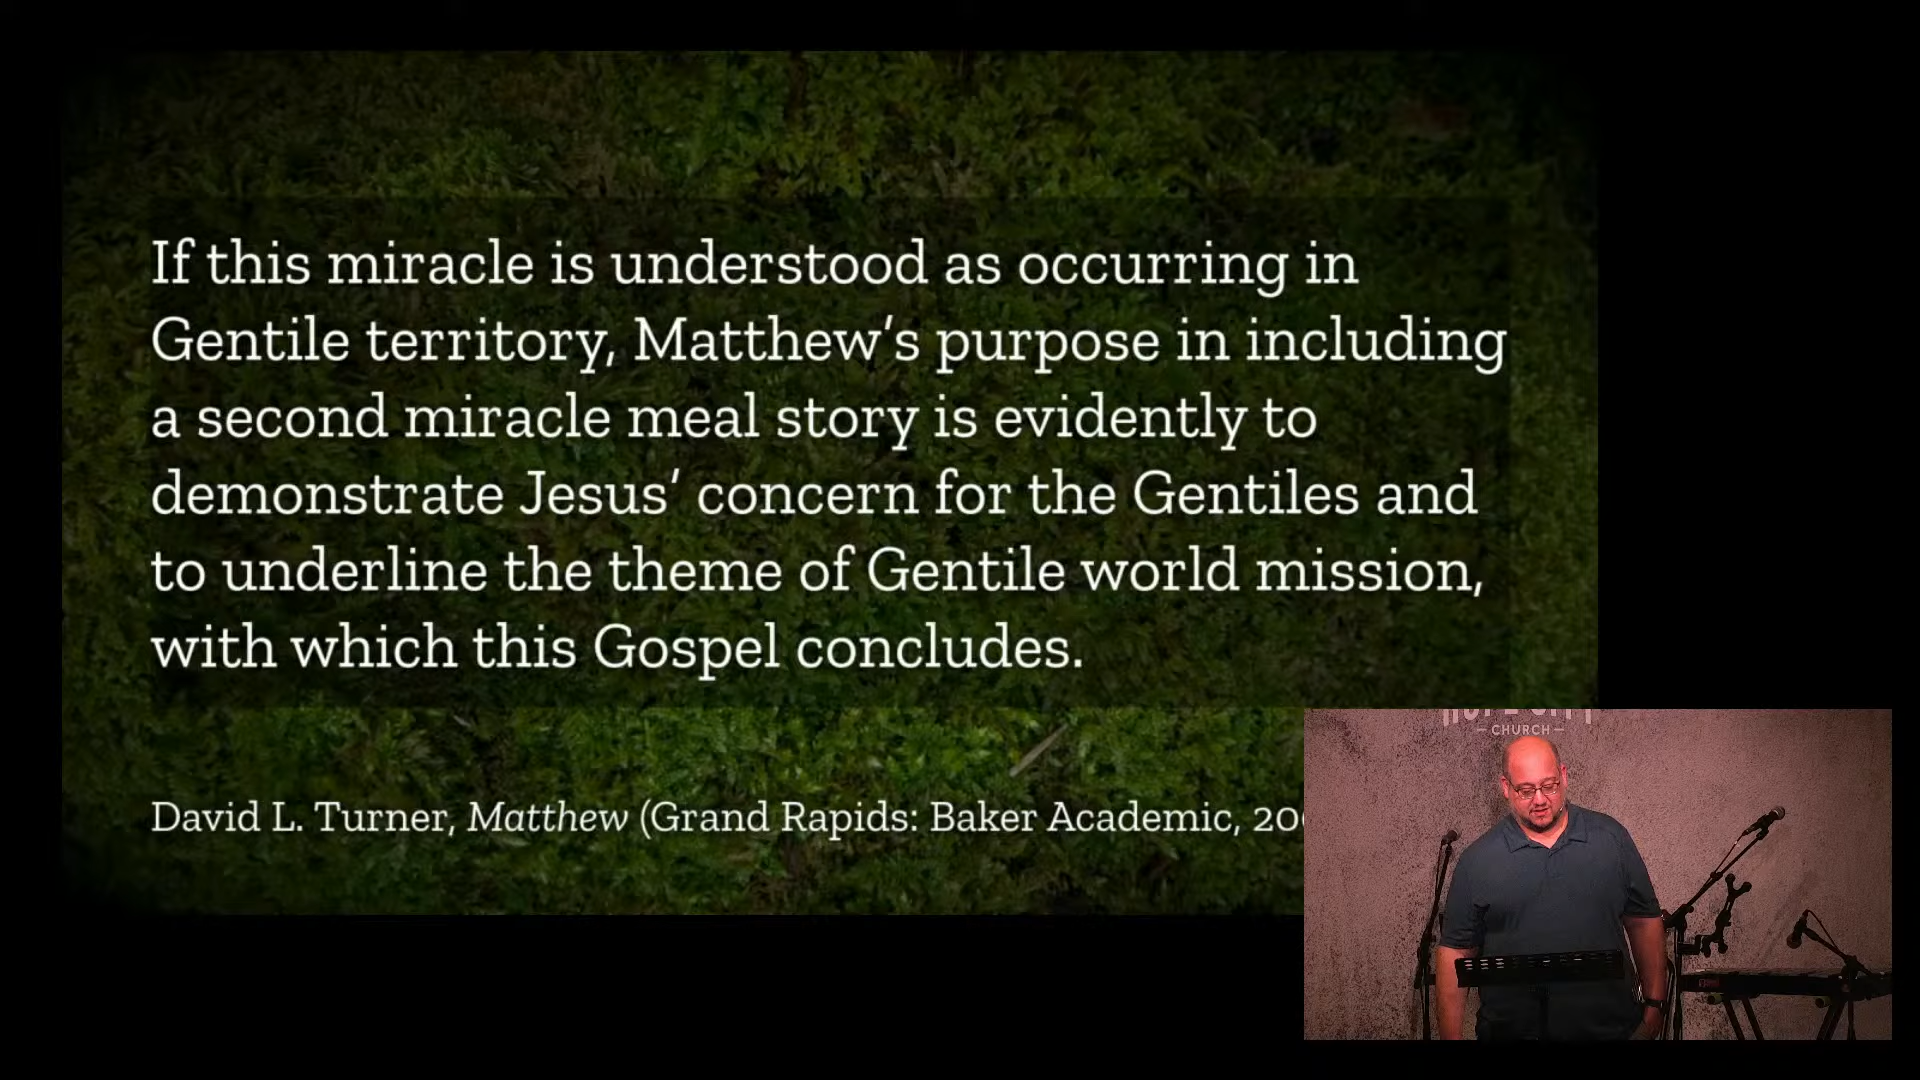 If this miracle is understood as occurring in
Gentile territory, Matthew’s purpose in including
a second miracle meal story is evidently to
demonstrate Jesus’ concern for the Gentiles and
to underline the theme of Gentile world mission,
with which this Gospel concludes.
David L. Turner, Matthew (Grand Rapids: Baker Academic,
CHURCH